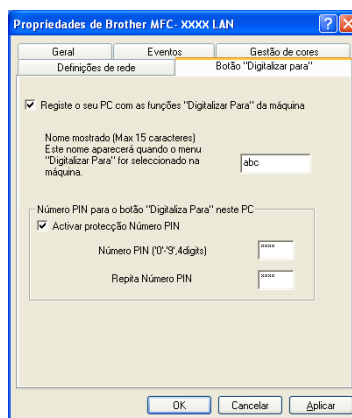 Propriedades de Brother MFC- XXXX LAN
Geral Eventos Gestão de cores
Definições de rede Botão "Digitalizar para"
Registe o seu PC com as funções "Digitalizar Para" da máquina
Nome mostrado (Max 15 caracteres)
Este nome aparecerá quando o menu
"Digitalizar Para" for seleccionado na
máquina.
abc
Número PIN para o botão "Digitaliza Para" neste PC
Activar protecção Número PIN
Número PIN ('0'-'9',4digits) xxxx
Repita Número PIN xxxx
OK Cancelar Aplicar